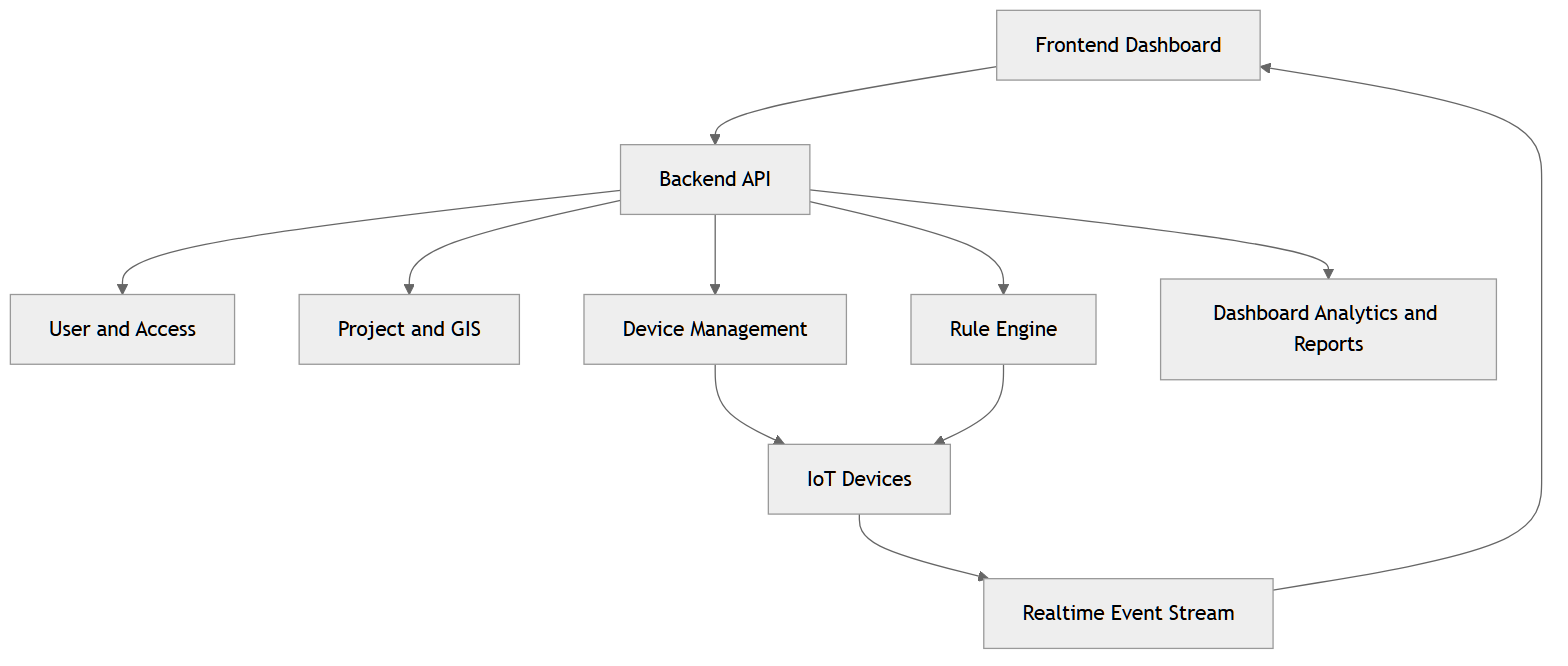 Frontend Dashboard
Backend API
User and Access
Project and GIS
Device Management
Rule Engine
Dashboard Analytics and
Reports
IoT Devices
Realtime Event Stream